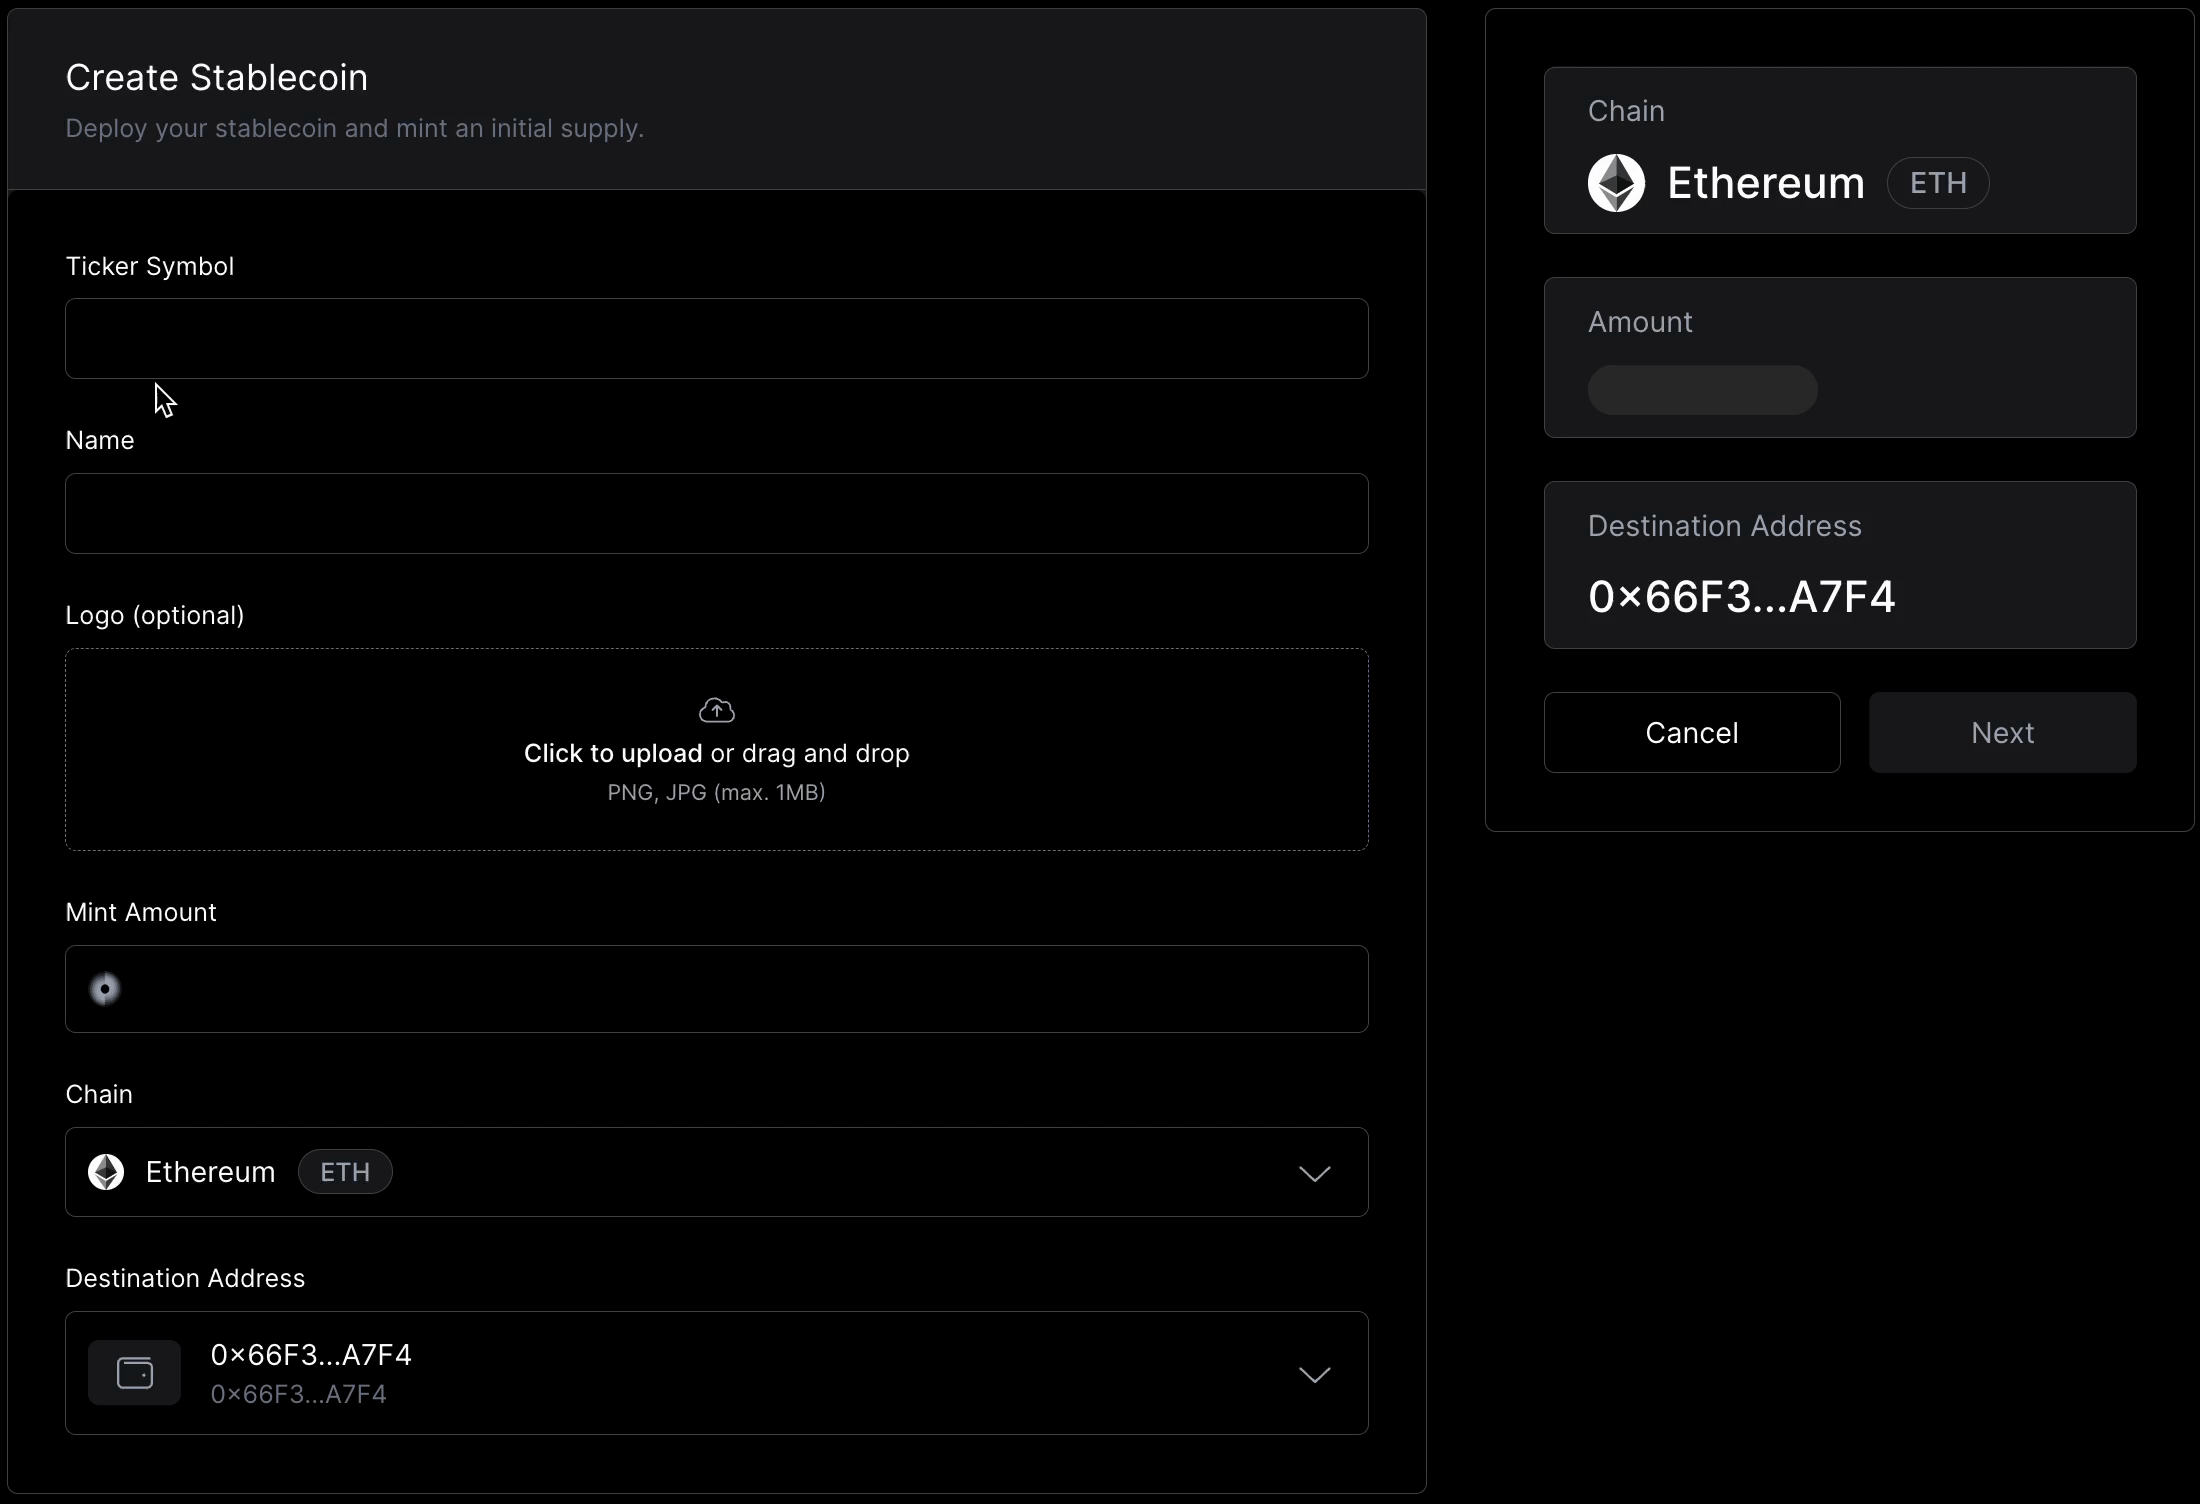 Create Stablecoin
Deploy your stablecoin and mint an initial supply.
Ticker Symbol
Name
Logo (optional)
Click to upload or drag and drop
PNG, JPG (max. 1MB)
Mint Amount
Chain
Ethereum ETH
Destination Address
0×66F3...A7F4
0×66F3...A7F4
Chain
Ethereum ETH
Amount
Destination Address
0×66F3...A7F4
Cancel Next